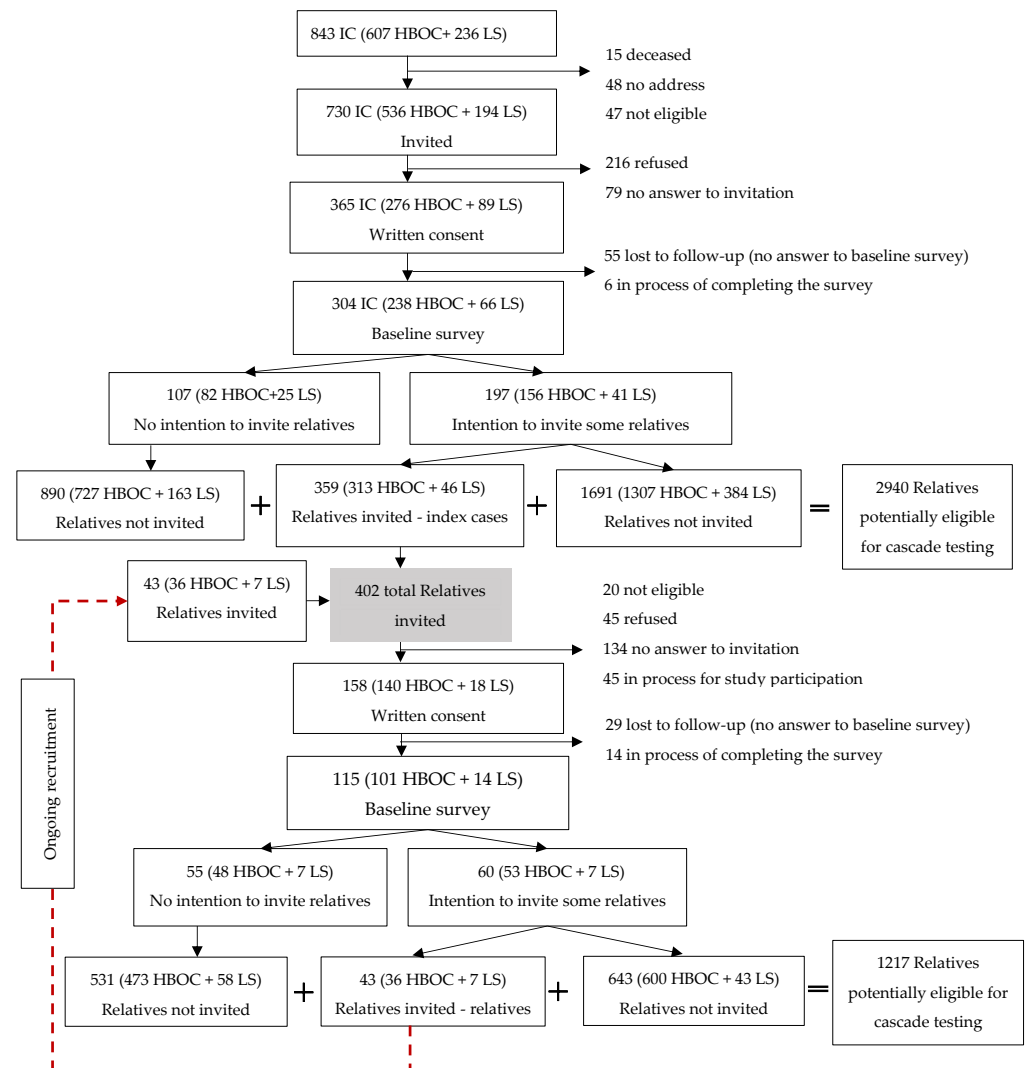 843 IC (607 HBOC+ 236 LS)
15 deceased
48 no address
47 not eligible
730 IC (536 HBOC + 194 LS)
Invited
216 refused
79 no answer to invitation
365 IC (276 HBOC + 89 LS)
Written consent
55 lost to follow-up (no answer to baseline survey)
6 in process of completing the survey
304 IC (238 HBOC + 66 LS)
Baseline survey
107 (82 HBOC+25 LS)
No intention to invite relatives
197 (156 HBOC + 41 LS)
Intention to invite some relatives
890 (727 HBOC + 163 LS)
Relatives not invited
+
359 (313 HBOC + 46 LS)
Relatives invited - index cases
+
1691 (1307 HBOC + 384 LS)
Relatives not invited
=
2940 Relatives
potentially eligible
for cascade testing
43 (36 HBOC + 7 LS)
Relatives invited
402 total Relatives
invited
20 not eligible
45 refused
134 no answer to invitation
45 in process for study participation
158 (140 HBOC + 18 LS)
Written consent
29 lost to follow-up (no answer to baseline survey)
14 in process of completing the survey
115 (101 HBOC + 14 LS)
Baseline survey
Ongoing recruitment
55 (48 HBOC + 7 LS)
No intention to invite relatives
60 (53 HBOC + 7 LS)
Intention to invite some relatives
531 (473 HBOC + 58 LS)
Relatives not invited
+
43 (36 HBOC + 7 LS)
Relatives invited - relatives
+
643 (600 HBOC + 43 LS)
Relatives not invited
=
1217 Relatives
potentially eligible for
cascade testing